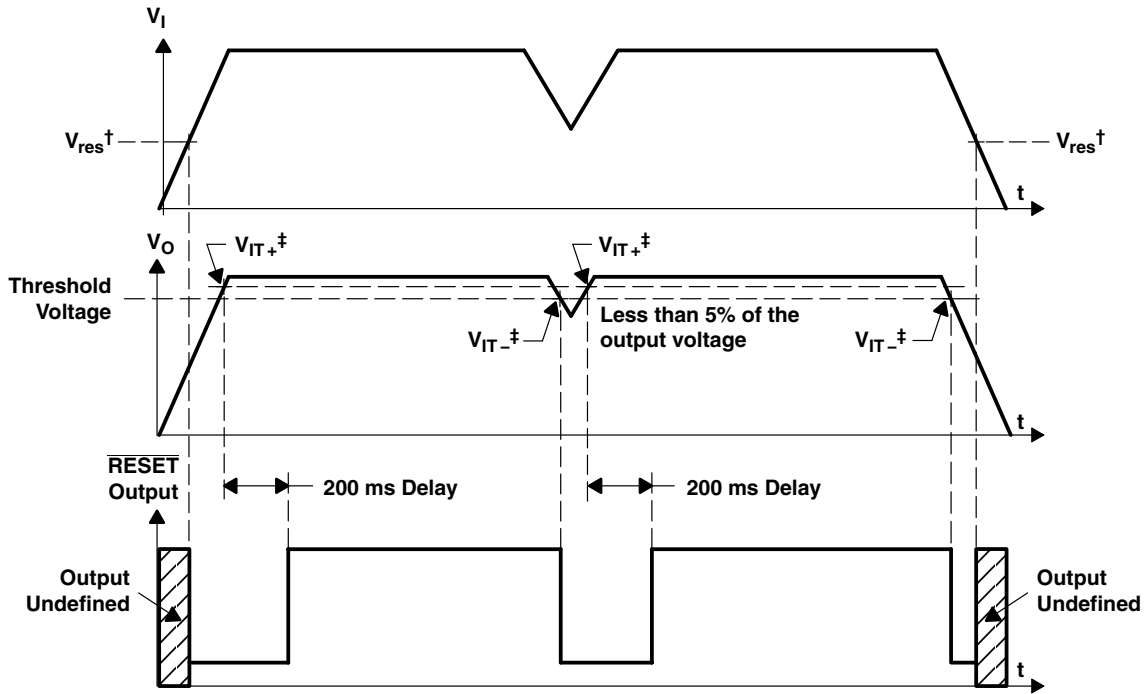 VI
Vres†
Vres†
t
VO
VIT+‡
VIT+‡
Threshold
Voltage
Less than 5% of the
output voltage
VIT−‡
VIT−‡
t
RESET
Output
200 ms Delay
200 ms Delay
Output
Undefined
Output
Undefined
t